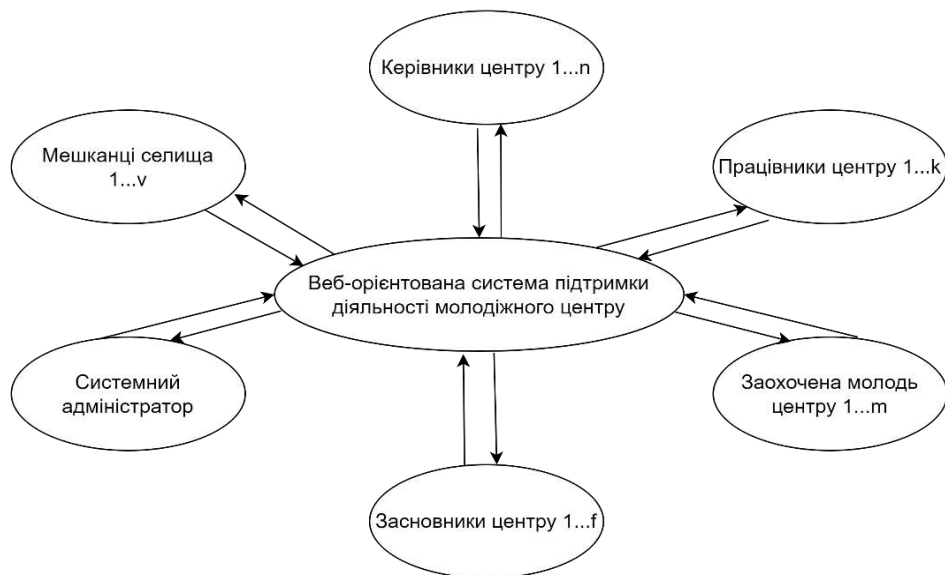 Керівники центру 1...n
Мешканці селища
1...v
Працівники центру 1...k
Веб-орієнтована система підтримки
діяльності молодіжного центру
Системний
адміністратор
Заохочена молодь
центру 1...m
Засновники центру 1...f